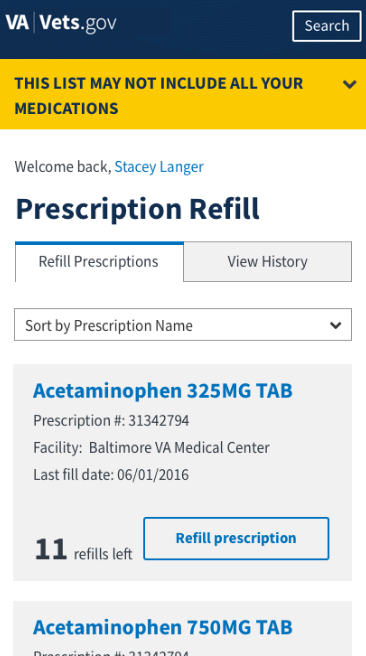 VA Vets.gov
Search
THIS LIST MAY NOT INCLUDE ALL YOUR
MEDICATIONS
Welcome back, Stacey Langer
Prescription Refill
Refill Prescriptions
View History
Sort by Prescription Name
Acetaminophen 325MG TAB
Prescription #: 31342794
Facility: Baltimore VA Medical Center
Last fill date: 06/01/2016
11 refills left
Refill prescription
Acetaminophen 750MG TAB
Prescription #: 31342794